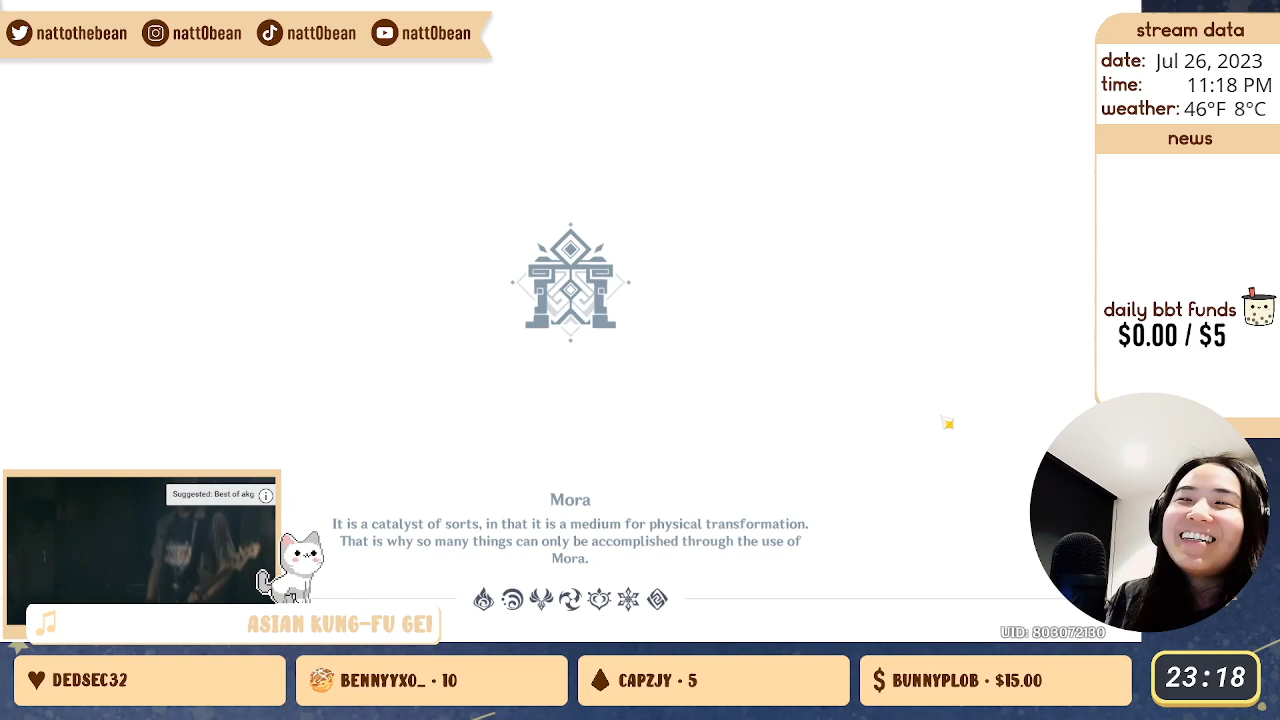 nattothebean natt0bean natt0bean natt0bean
stream data
date: Jul 26, 2023
time: 11:18 PM
weather: 46°F 8°C
news
daily bbt funds
$0.00 / $5
Suggested: Best of akg
Mora
It is a catalyst of sorts, in that it is a medium for physical transformation.
That is why so many things can only be accomplished through the use of
Mora.
ASIAN KUNG-FU GE
UID: 803072130
DEDSEC32
BENNYYXO_ • 10
CAPZJY • 5
$ BUNNYPLOB • $15.00
23:18